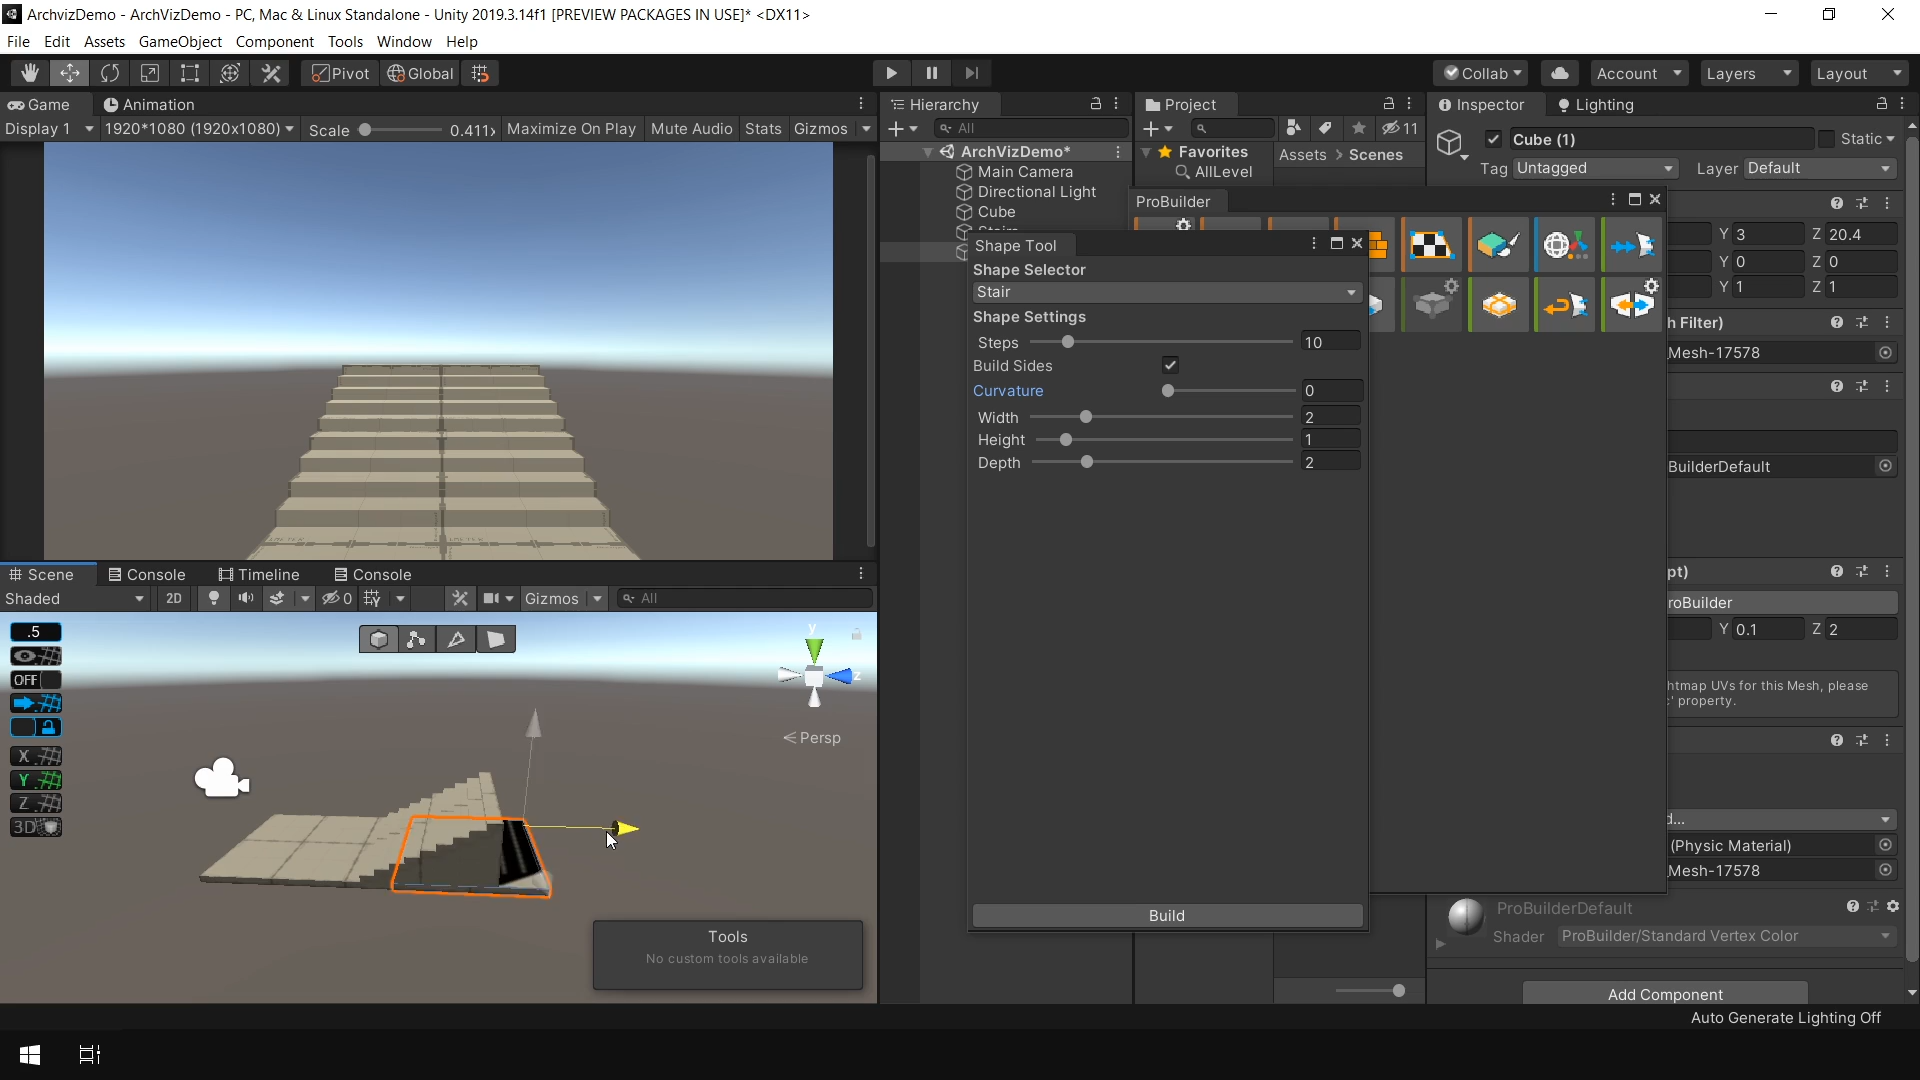 ArchvizDemo - ArchVizDemo - PC, Mac & Linux Standalone - Unity 2019.3.14f1 [PREVIEW PACKAGES IN USE]* <DX11>
File Edit Assets GameObject Component Tools Window Help
Pivot Global Collab Account Layers Layout
Game Animation Hierarchy Project Inspector Lighting
Display 1 1920*1080 (1920x1080) Scale 0.411x Maximize On Play Mute Audio Stats Gizmos All 11
Cube (1) Static
ArchVizDemo* Favorites Assets > Scenes
Tag Untagged Layer Default
Main Camera AllLevel
Directional Light
Cube
ProBuilder
Y 3 Z 20.4
Y 0 Z 0
Y 1 Z 1
Shape Tool
Shape Selector
Stair
Shape Settings
Steps 10
Build Sides
Curvature 0
Width 2
Height 1
Depth 2
Build
h Filter)
Mesh-17578
BuilderDefault
pt)
roBuilder
Y 0.1 Z 2
htmap UVs for this Mesh, please
:' property.
d...
(Physic Material)
Mesh-17578
ProBuilderDefault
Shader ProBuilder/Standard Vertex Color
Add Component
Scene Console Timeline Console
Shaded 2D 0 Gizmos All
.5
OFF
X
Y
Z
3D
y
z
Persp
Tools
No custom tools available
Auto Generate Lighting Off